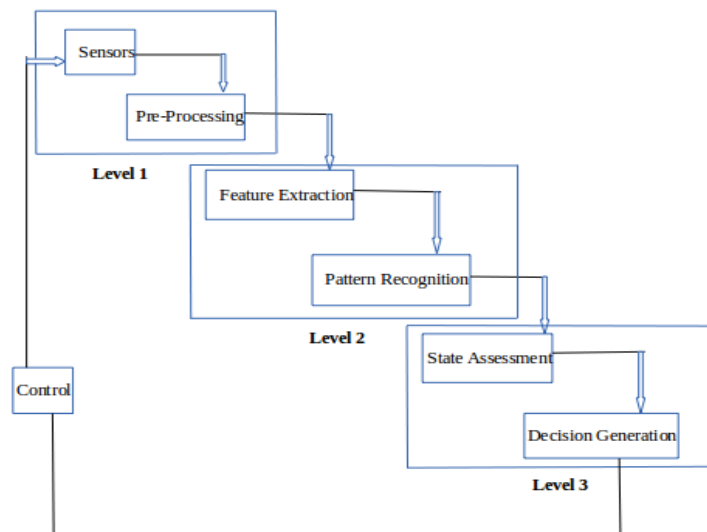 Sensors
Pre-Processing
Level 1
Feature Extraction
Pattern Recognition
Level 2
State Assessment
Control
Decision Generation
Level 3